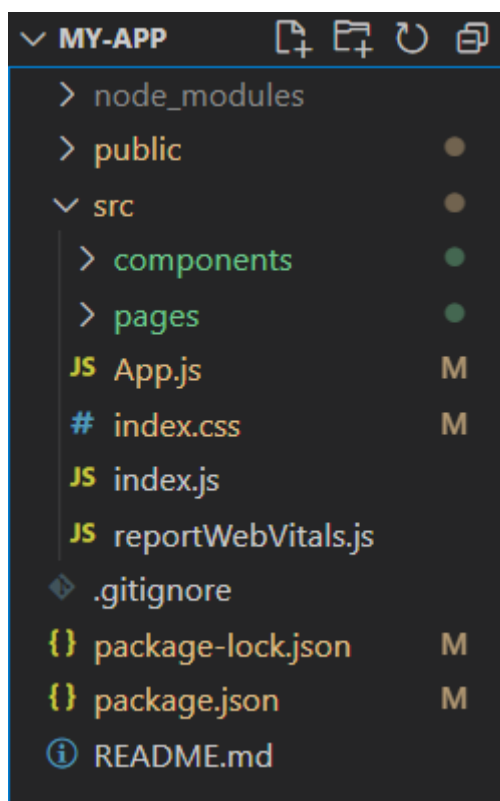 MY-APP
node_modules
public
src
components
pages
JS App.js M
# index.css M
JS index.js
JS reportWebVitals.js
.gitignore
{} package-lock.json M
{} package.json M
README.md